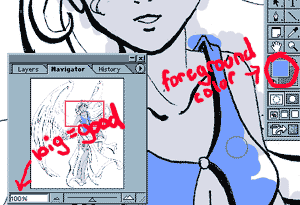 Layers
Navigator
History
foreground
color
big = good
100%